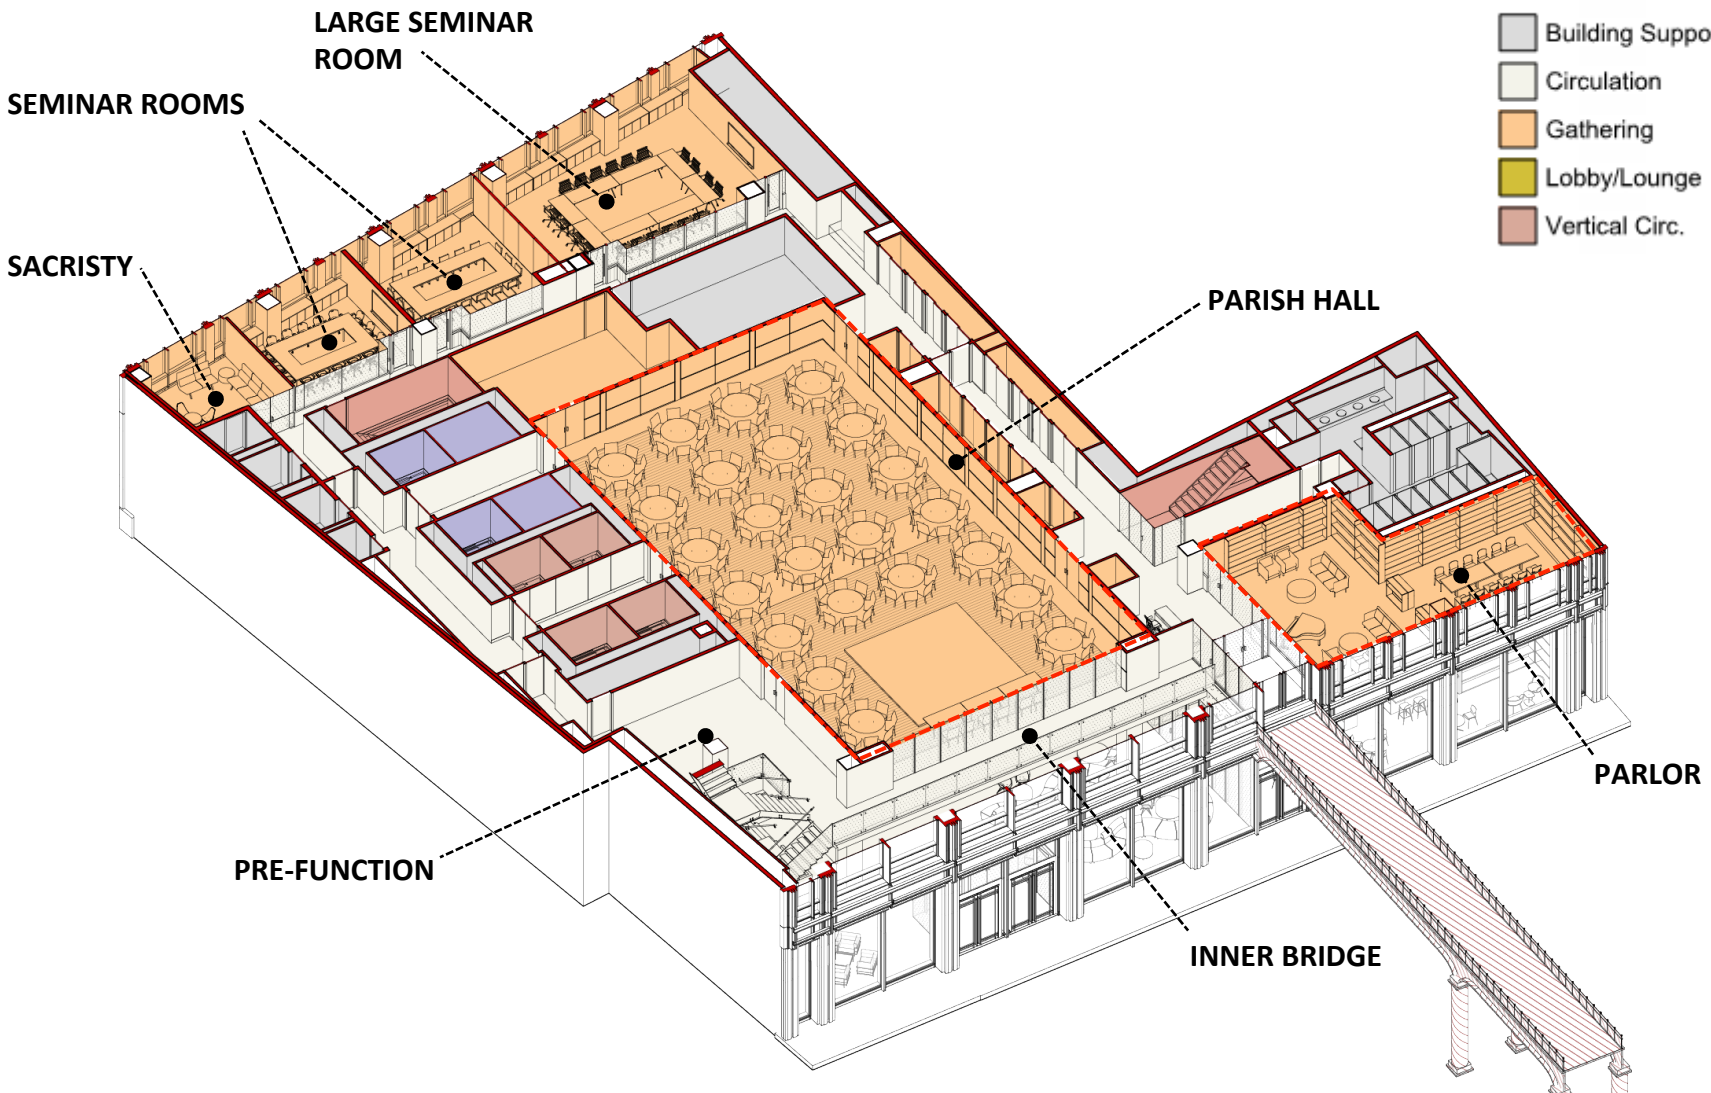 LARGE SEMINAR
ROOM
SEMINAR ROOMS
SACRISTY
Building Suppo
Circulation
Gathering
Lobby/Lounge
Vertical Circ.
PARISH HALL
PARLOR
PRE-FUNCTION
INNER BRIDGE